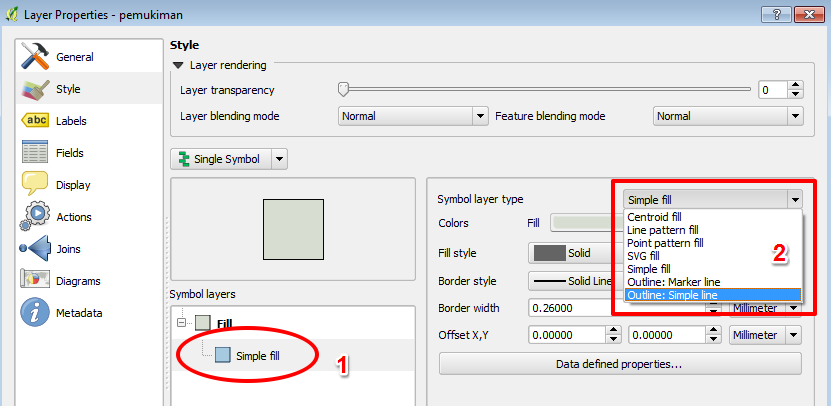 Layer Properties - pemukiman
?
General
Style
abc
Labels
Fields
Display
Actions
Joins
Diagrams
i
Metadata
Style
Layer rendering
Layer transparency
0
Layer blending mode
Normal
Feature blending mode
Normal
Single Symbol
Symbol layers
Fill
Simple fill
1
Symbol layer type
Simple fill
Centroid fill
Line pattern fill
Point pattern fill
SVG fill
Simple fill
Outline: Marker line
Outline: Simple line
2
Colors
Fill
Fill style
Solid
Border style
Solid Line
Border width
0.26000
Millimeter
Offset X,Y
0.00000
0.00000
Millimeter
Data defined properties...